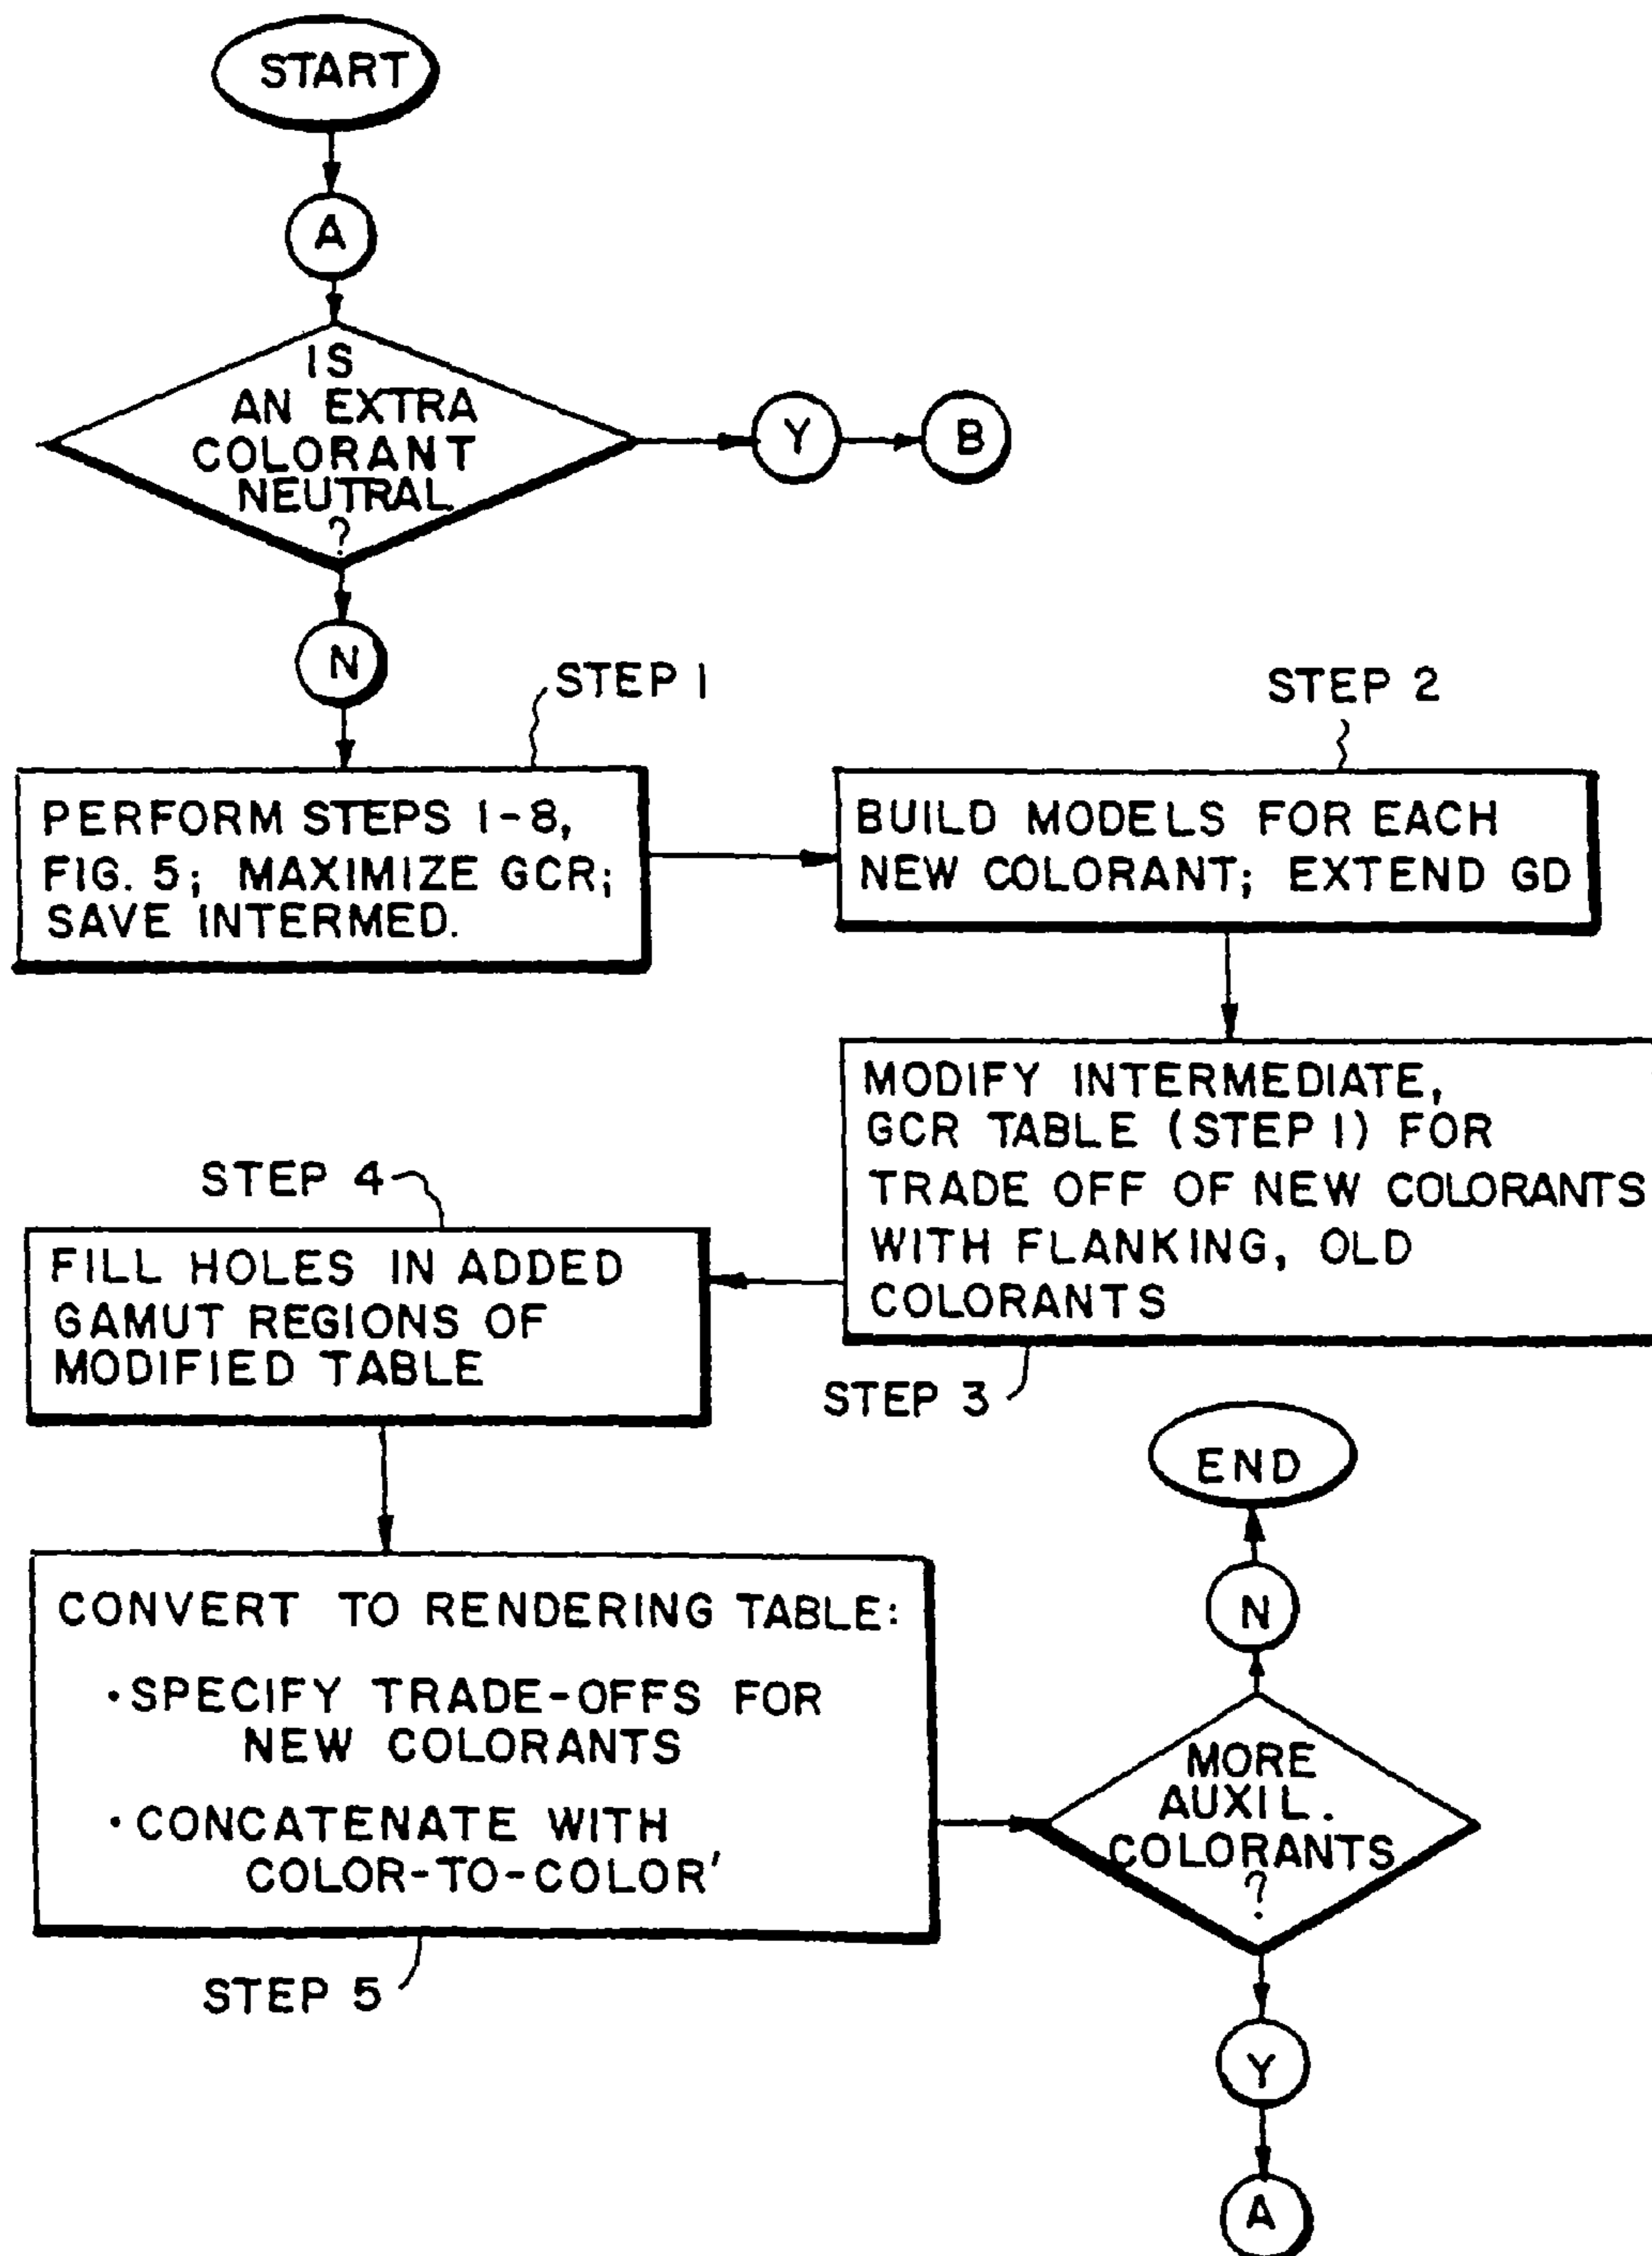 START
A
IS
AN EXTRA
COLORANT
NEUTRAL
?
Y
B
N
STEP 1
PERFORM STEPS 1-8,
FIG. 5; MAXIMIZE GCR;
SAVE INTERMED.
STEP 2
BUILD MODELS FOR EACH
NEW COLORANT; EXTEND GD
MODIFY INTERMEDIATE,
GCR TABLE (STEP 1) FOR
TRADE OFF OF NEW COLORANTS
WITH FLANKING, OLD
COLORANTS
STEP 3
STEP 4
FILL HOLES IN ADDED
GAMUT REGIONS OF
MODIFIED TABLE
CONVERT TO RENDERING TABLE:
·SPECIFY TRADE-OFFS FOR
NEW COLORANTS
·CONCATENATE WITH
COLOR-TO-COLOR'
STEP 5
END
N
MORE
AUXIL.
COLORANTS
?
Y
A